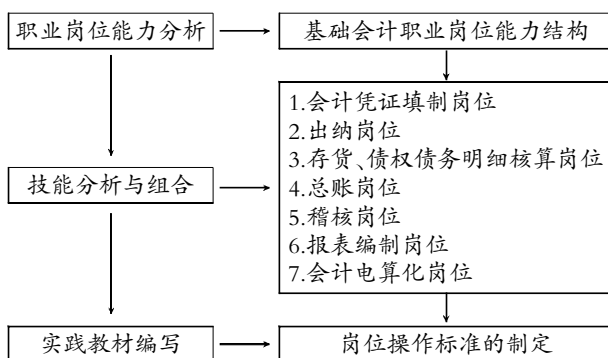 职业岗位能力分析
基础会计职业岗位能力结构
1.会计凭证填制岗位
2.出纳岗位
3.存货、债权债务明细核算岗位
技能分析与组合
4.总账岗位
5.稽核岗位
6.报表编制岗位
7.会计电算化岗位
实践教材编写
岗位操作标准的制定